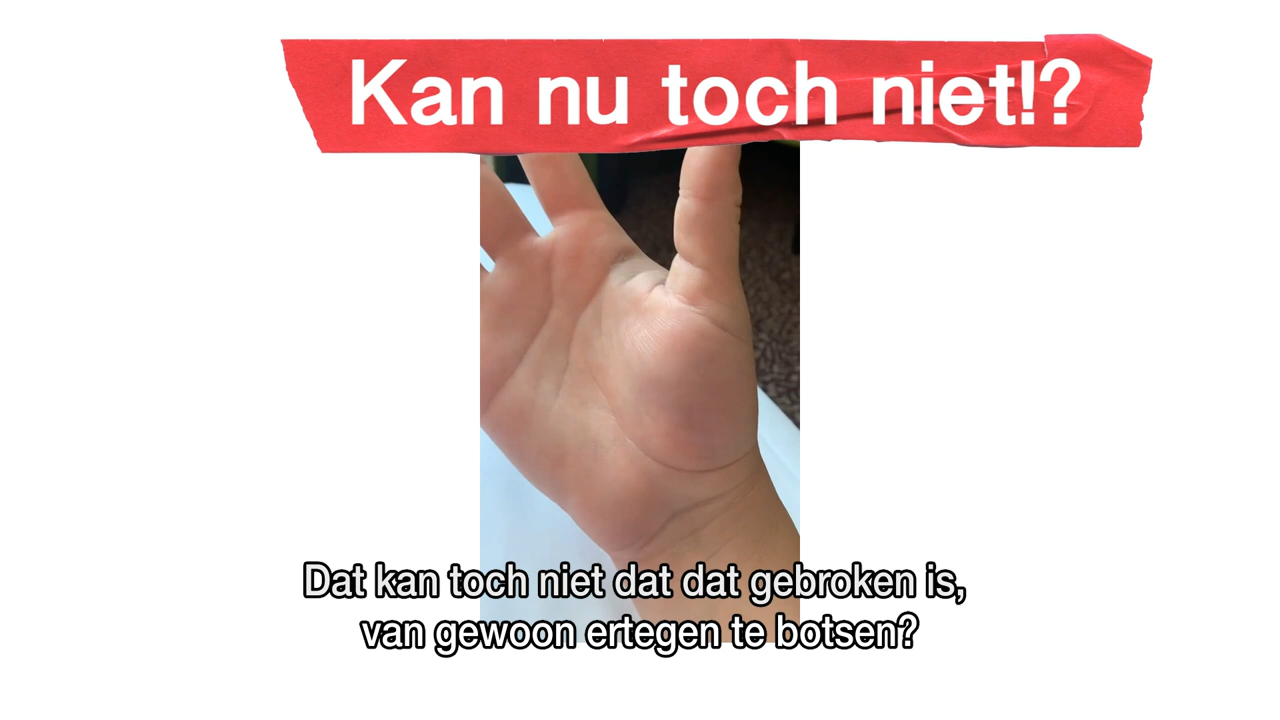 Kan nu toch niet!?
Dat kan toch niet dat dat gebroken is,
van gewoon ertegen te botsen?